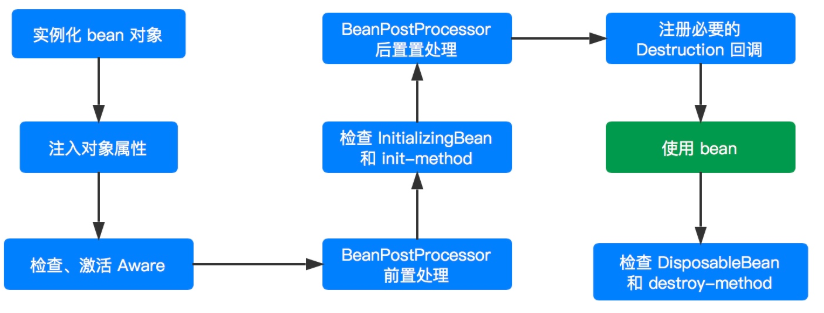 实例化 bean 对象
注入对象属性
检查、激活 Aware
BeanPostProcessor
前置处理
检查 InitializingBean
和 init-method
BeanPostProcessor
后置置处理
注册必要的
Destruction 回调
使用 bean
检查 DisposableBean
和 destroy-method